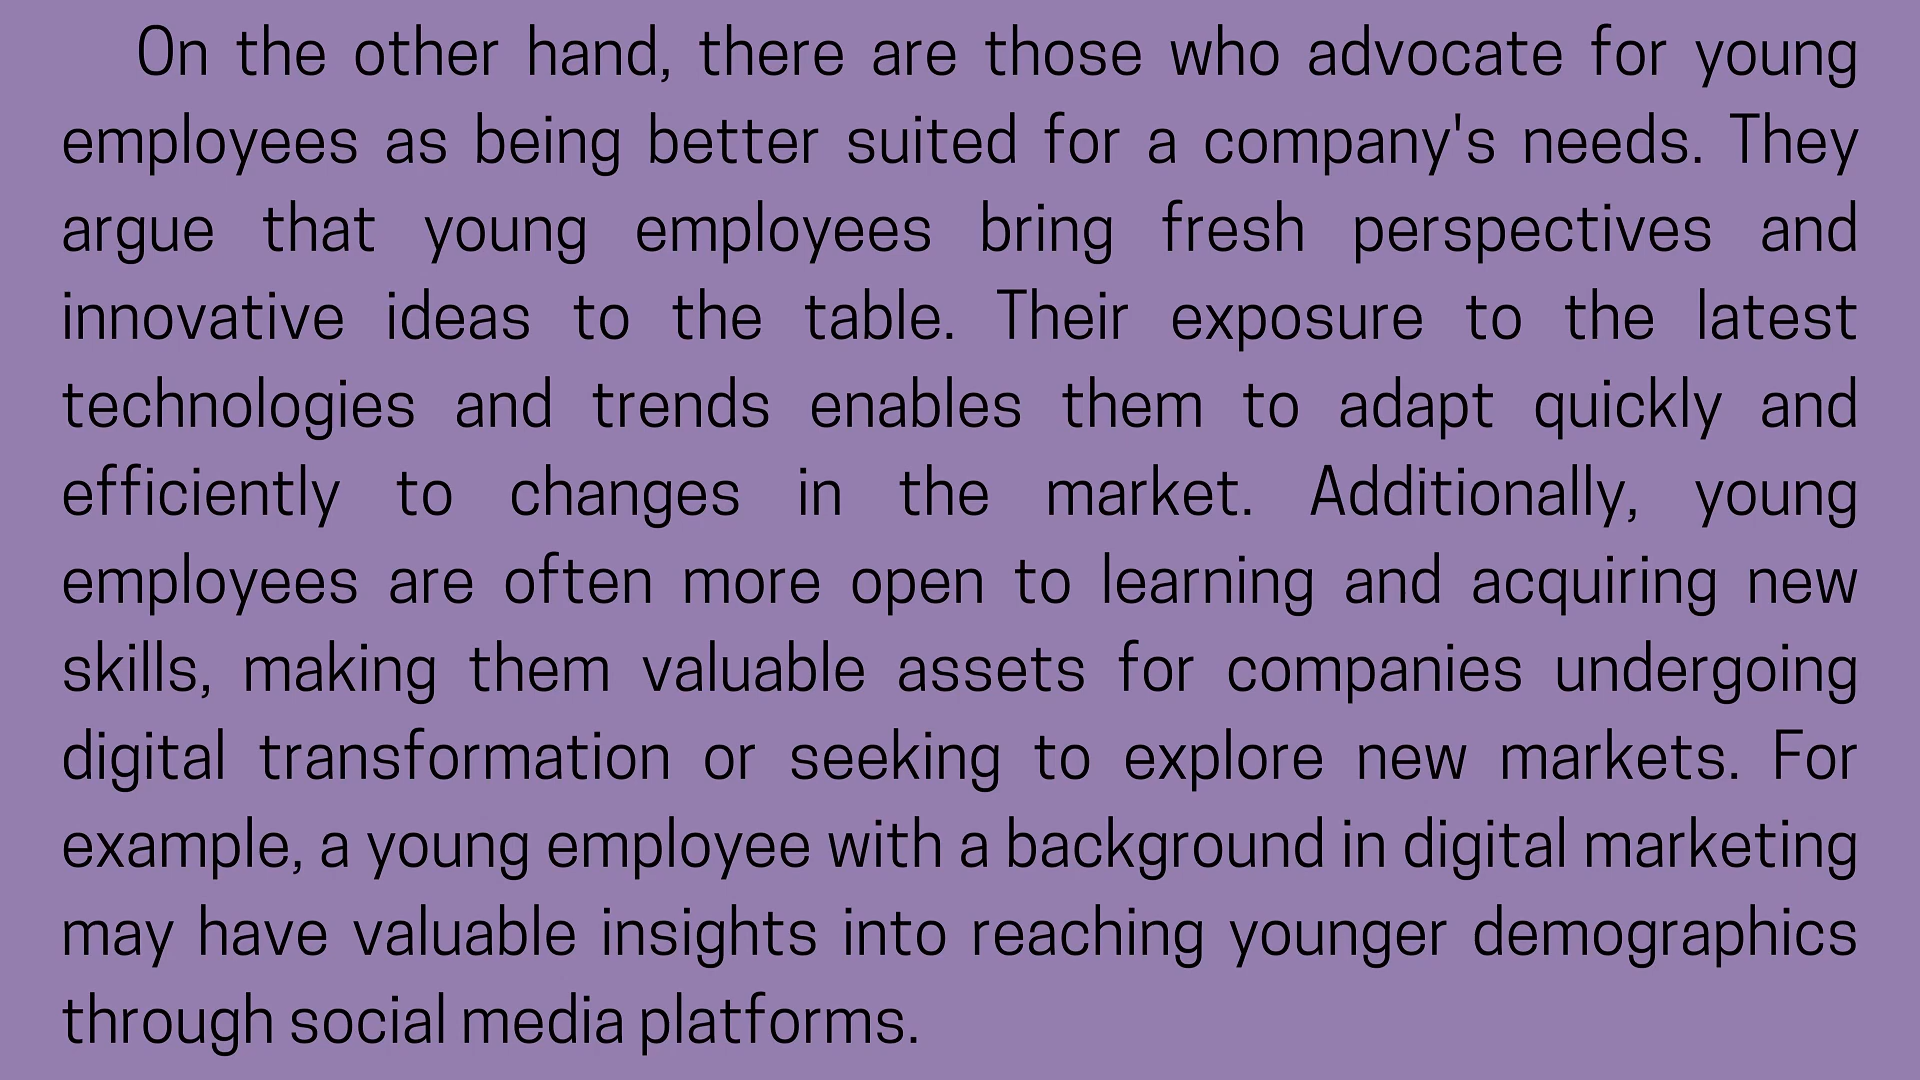 On the other hand, there are those who advocate for young
employees as being better suited for a company's needs. They
argue that young employees bring fresh perspectives and
innovative ideas to the table. Their exposure to the latest
technologies and trends enables them to adapt quickly and
efficiently to changes in the market. Additionally, young
employees are often more open to learning and acquiring new
skills, making them valuable assets for companies undergoing
digital transformation or seeking to explore new markets. For
example, a young employee with a background in digital marketing
may have valuable insights into reaching younger demographics
through social media platforms.